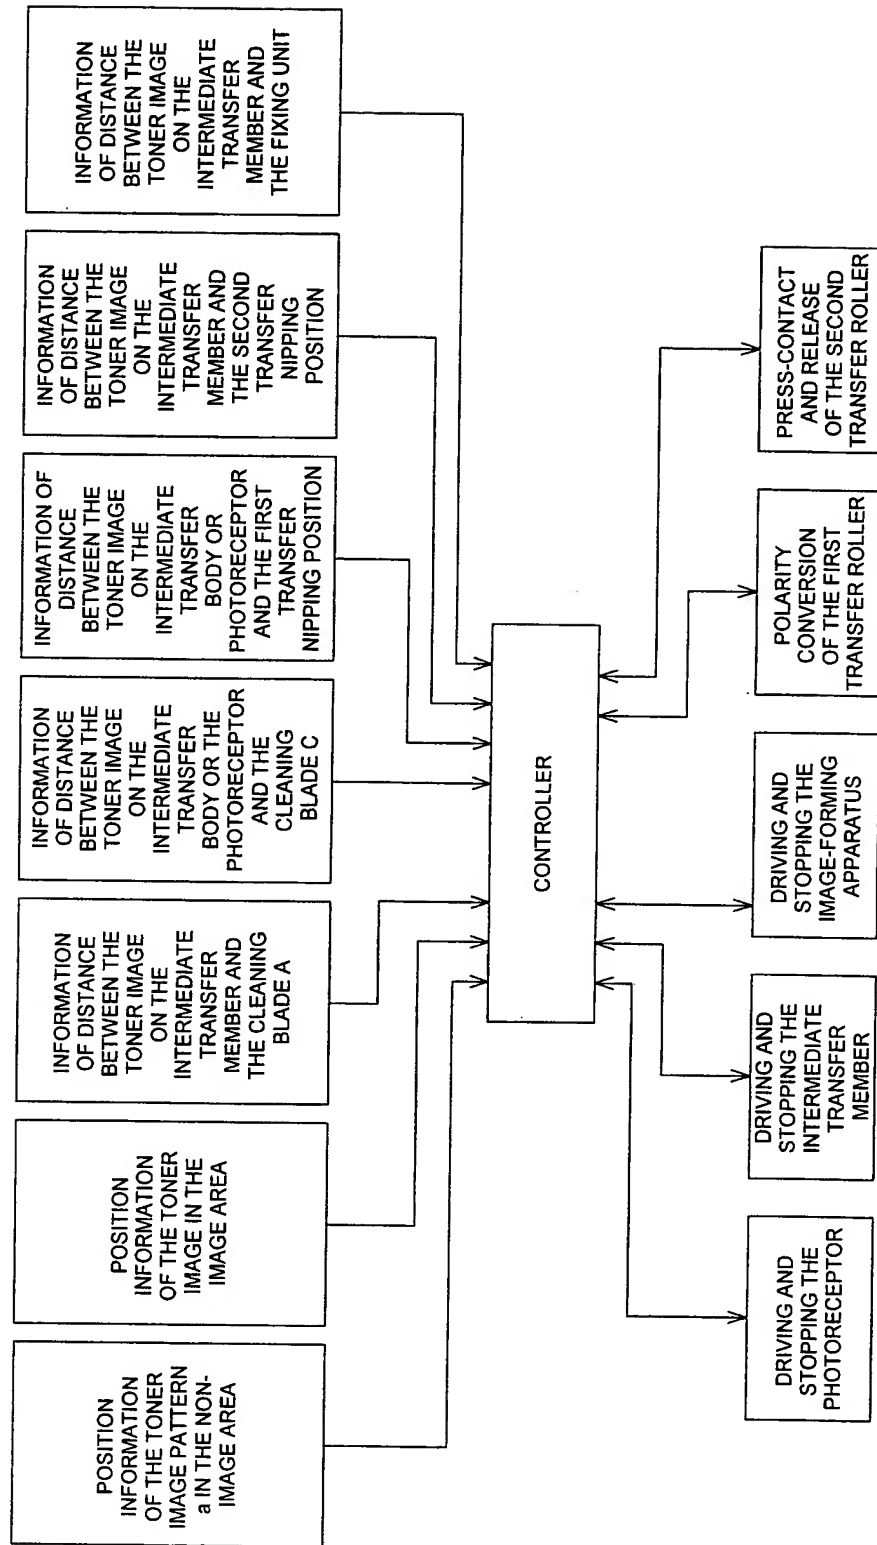 POSITION
INFORMATION
OF THE TONER
IMAGE PATTERN
a IN THE NON-
IMAGE AREA
POSITION
INFORMATION
OF THE TONER
IMAGE IN THE
IMAGE AREA
INFORMATION
OF DISTANCE
BETWEEN THE
TONER IMAGE
ON THE
INTERMEDIATE
TRANSFER
MEMBER AND
THE CLEANING
BLADE A
INFORMATION
OF DISTANCE
BETWEEN THE
TONER IMAGE
ON THE
INTERMEDIATE
TRANSFER
BODY OR THE
PHOTORECEPTOR
AND THE
CLEANING
BLADE C
INFORMATION OF
DISTANCE
BETWEEN THE
TONER IMAGE
ON THE
INTERMEDIATE
TRANSFER
BODY OR
PHOTORECEPTOR
AND THE FIRST
TRANSFER
NIPPING POSITION
INFORMATION
OF DISTANCE
BETWEEN THE
TONER IMAGE
ON THE
INTERMEDIATE
TRANSFER
MEMBER AND
THE SECOND
TRANSFER
NIPPING
POSITION
INFORMATION
OF DISTANCE
BETWEEN THE
TONER IMAGE
ON THE
INTERMEDIATE
TRANSFER
MEMBER AND
THE FIXING UNIT
CONTROLLER
DRIVING AND
STOPPING THE
PHOTORECEPTOR
DRIVING AND
STOPPING THE
INTERMEDIATE
TRANSFER
MEMBER
DRIVING AND
STOPPING THE
IMAGE-FORMING
APPARATUS
POLARITY
CONVERSION
OF THE FIRST
TRANSFER ROLLER
PRESS-CONTACT
AND RELEASE
OF THE SECOND
TRANSFER ROLLER